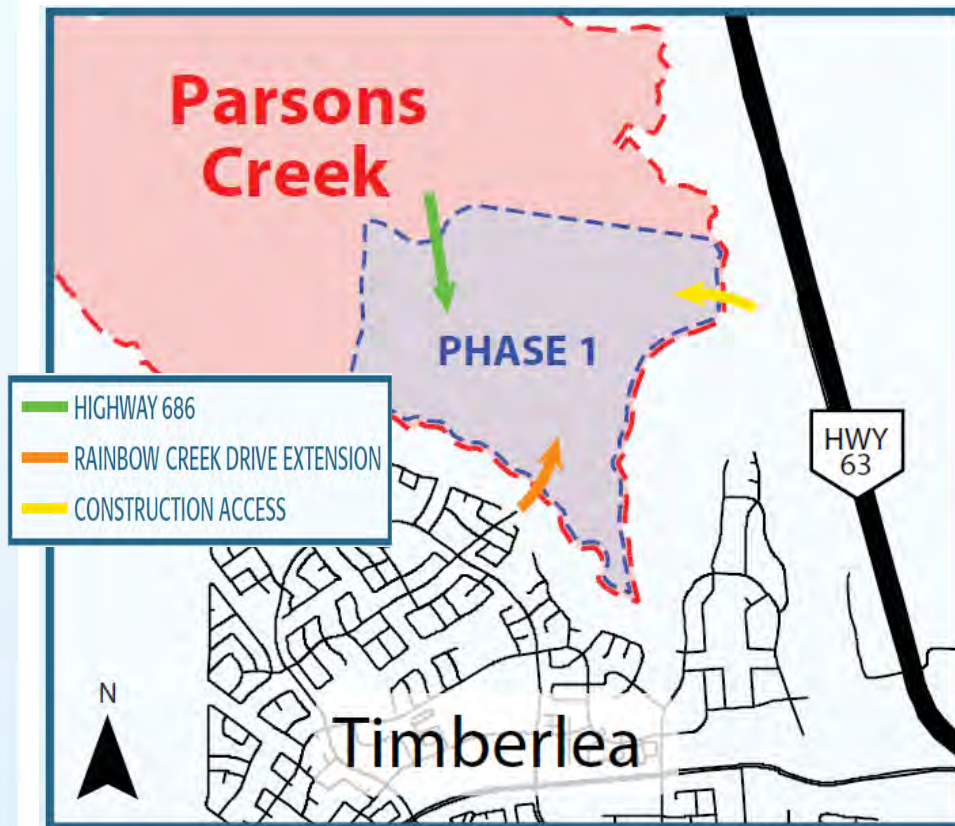 Parsons
Creek
PHASE 1
HIGHWAY 686
RAINBOW CREEK DRIVE EXTENSION
CONSTRUCTION ACCESS
HWY
63
N
Timberlea